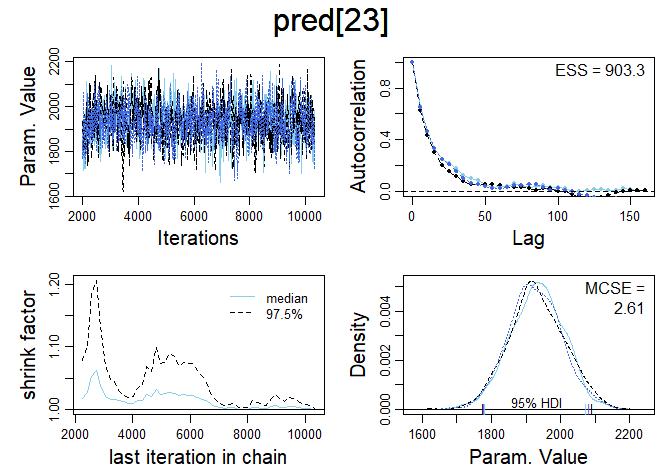 pred[23]
Param. Value
1600 1800 2000 2200
2000 4000 6000 8000 10000
Iterations
Autocorrelation
0.0 0.4 0.8
ESS = 903.3
0 50 100 150
Lag
shrink factor
1.00 1.10 1.20
median
97.5%
2000 4000 6000 8000 10000
last iteration in chain
Density
0.000 0.002 0.004
MCSE =
2.61
95% HDI
1600 1800 2000 2200
Param. Value